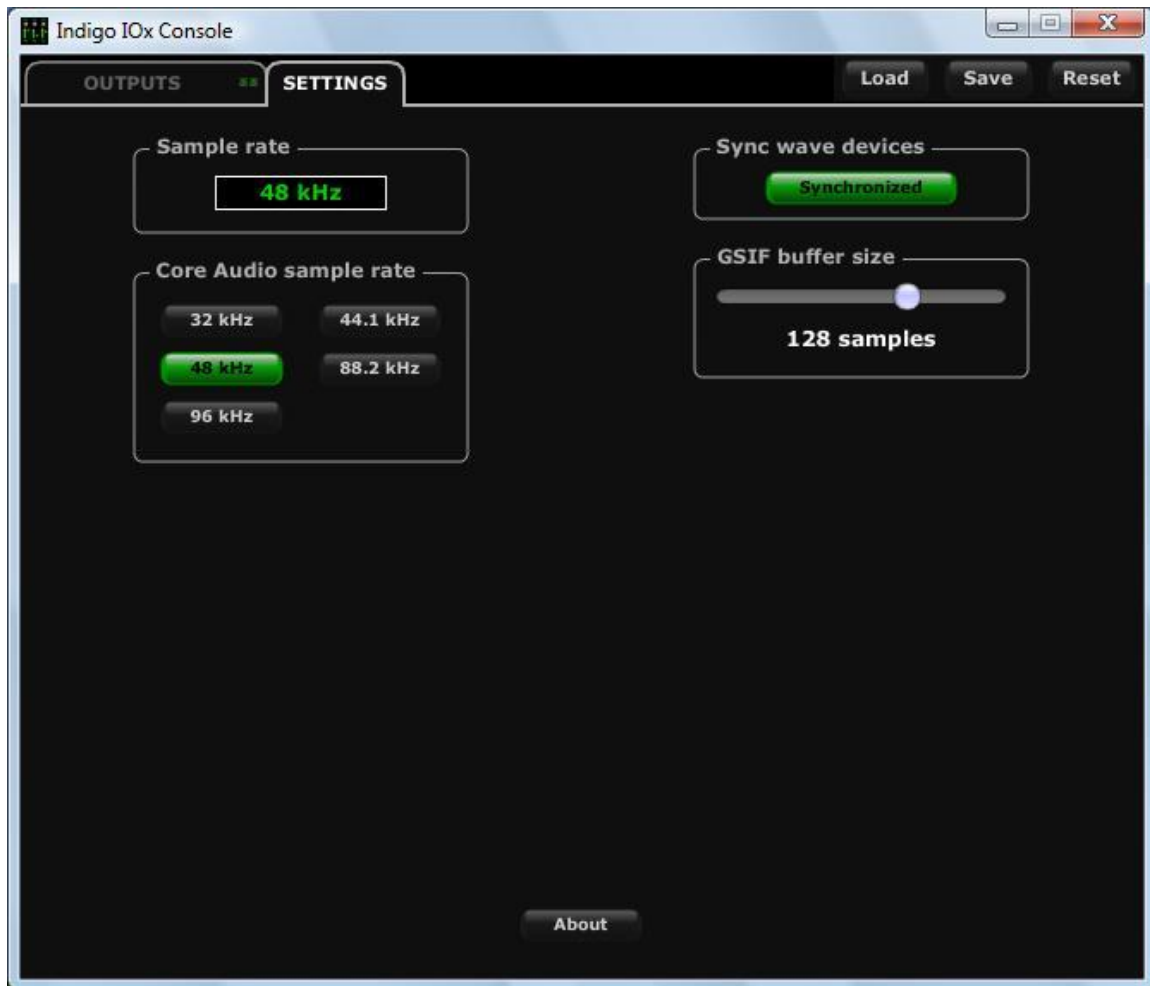 Indigo IOx Console
OUTPUTS SETTINGS Load Save Reset
Sample rate
48 kHz
Sync wave devices
Synchronized
Core Audio sample rate
32 kHz 44.1 kHz
48 kHz 88.2 kHz
96 kHz
GSIF buffer size
128 samples
About